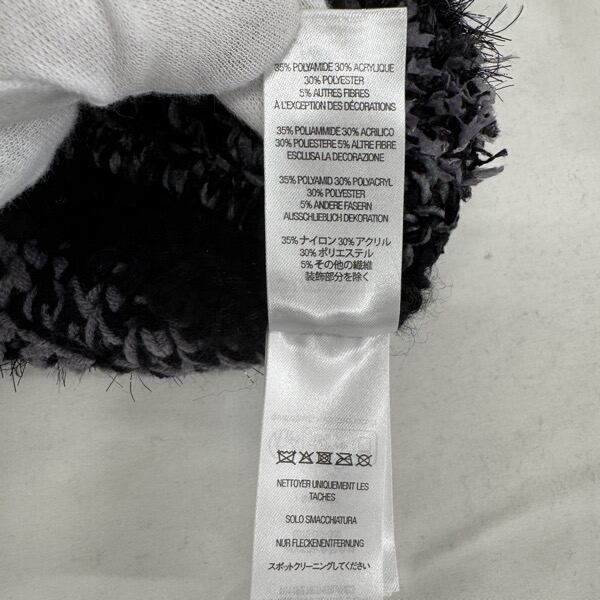 35% POLYAMIDE 30% ACRYLIQUE
30% POLYESTER
5% AUTRES FIBRES
À L'EXCEPTION DES DÉCORATIONS
35% POLIAMMIDE 30% ACRILICO
30% POLIESTERE 5% ALTRE FIBRE
ESCLUSA LA DECORAZIONE
35% POLYAMID 30% POLYACRYL
30% POLYESTER
5% ANDERE FASERN
AUSSCHLIEBLICH DEKORATION
35% ナイロン 30% アクリル
30% ポリエステル
5% その他の繊維
装飾部分を除く
NETTOYER UNIQUEMENT LES
TACHES
SOLO SMACCHIATURA
NUR FLECKENENTFERNUNG
スポットクリーニングしてください